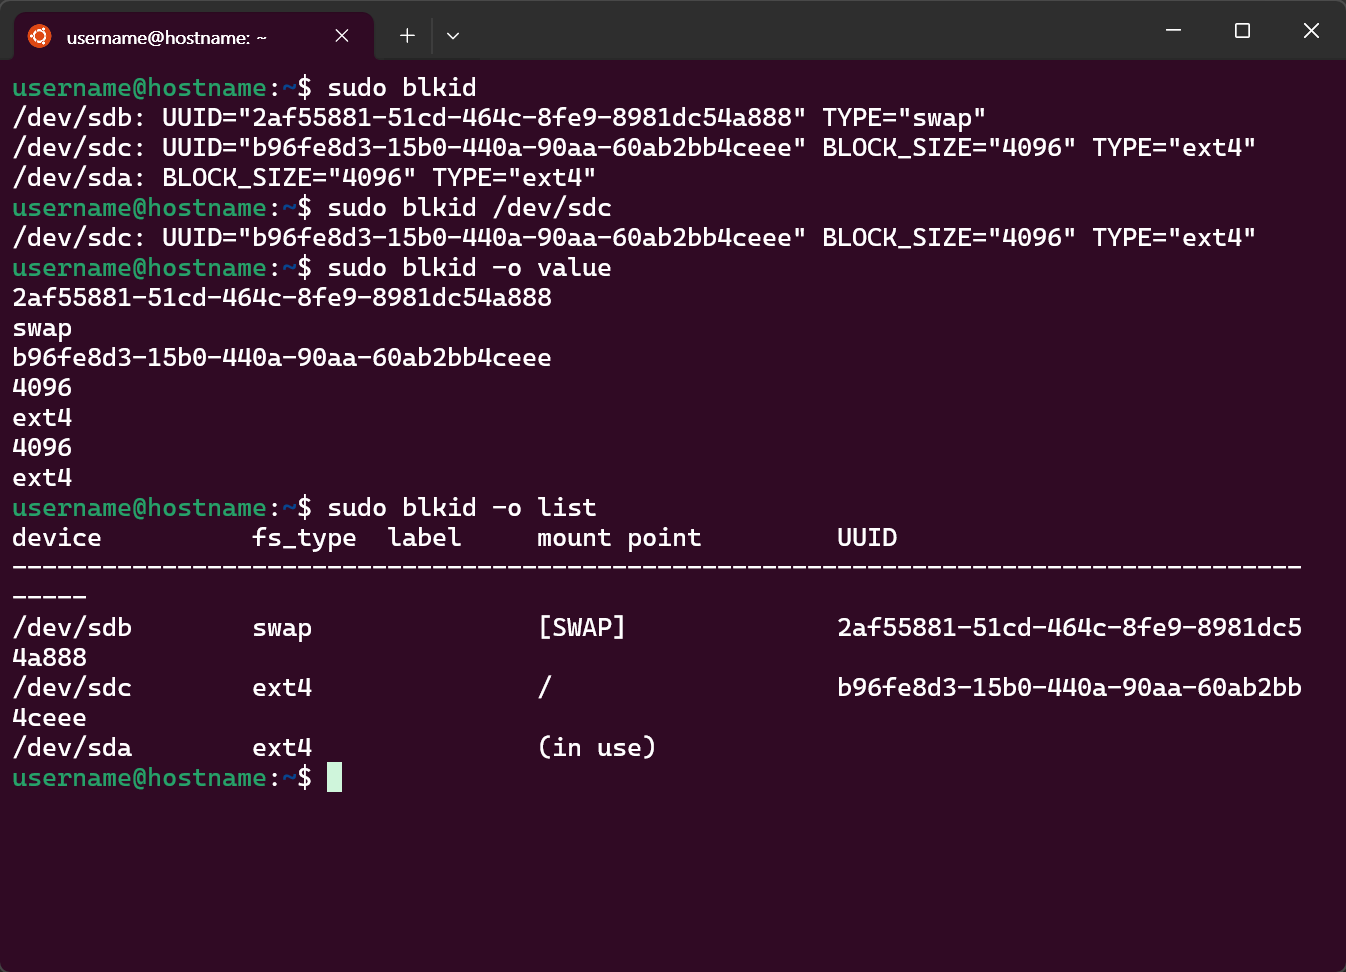 username@hostname: ~
username@hostname:~$ sudo blkid
/dev/sdb: UUID="2af55881-51cd-464c-8fe9-8981dc54a888" TYPE="swap"
/dev/sdc: UUID="b96fe8d3-15b0-440a-90aa-60ab2bb4ceee" BLOCK_SIZE="4096" TYPE="ext4"
/dev/sda: BLOCK_SIZE="4096" TYPE="ext4"
username@hostname:~$ sudo blkid /dev/sdc
/dev/sdc: UUID="b96fe8d3-15b0-440a-90aa-60ab2bb4ceee" BLOCK_SIZE="4096" TYPE="ext4"
username@hostname:~$ sudo blkid -o value
2af55881-51cd-464c-8fe9-8981dc54a888
swap
b96fe8d3-15b0-440a-90aa-60ab2bb4ceee
4096
ext4
4096
ext4
username@hostname:~$ sudo blkid -o list
device          fs_type  label     mount point         UUID
--------------------------------------------------------------------------------------
-----
/dev/sdb        swap               [SWAP]              2af55881-51cd-464c-8fe9-8981dc5
4a888
/dev/sdc        ext4               /                   b96fe8d3-15b0-440a-90aa-60ab2bb
4ceee
/dev/sda        ext4               (in use)
username@hostname:~$